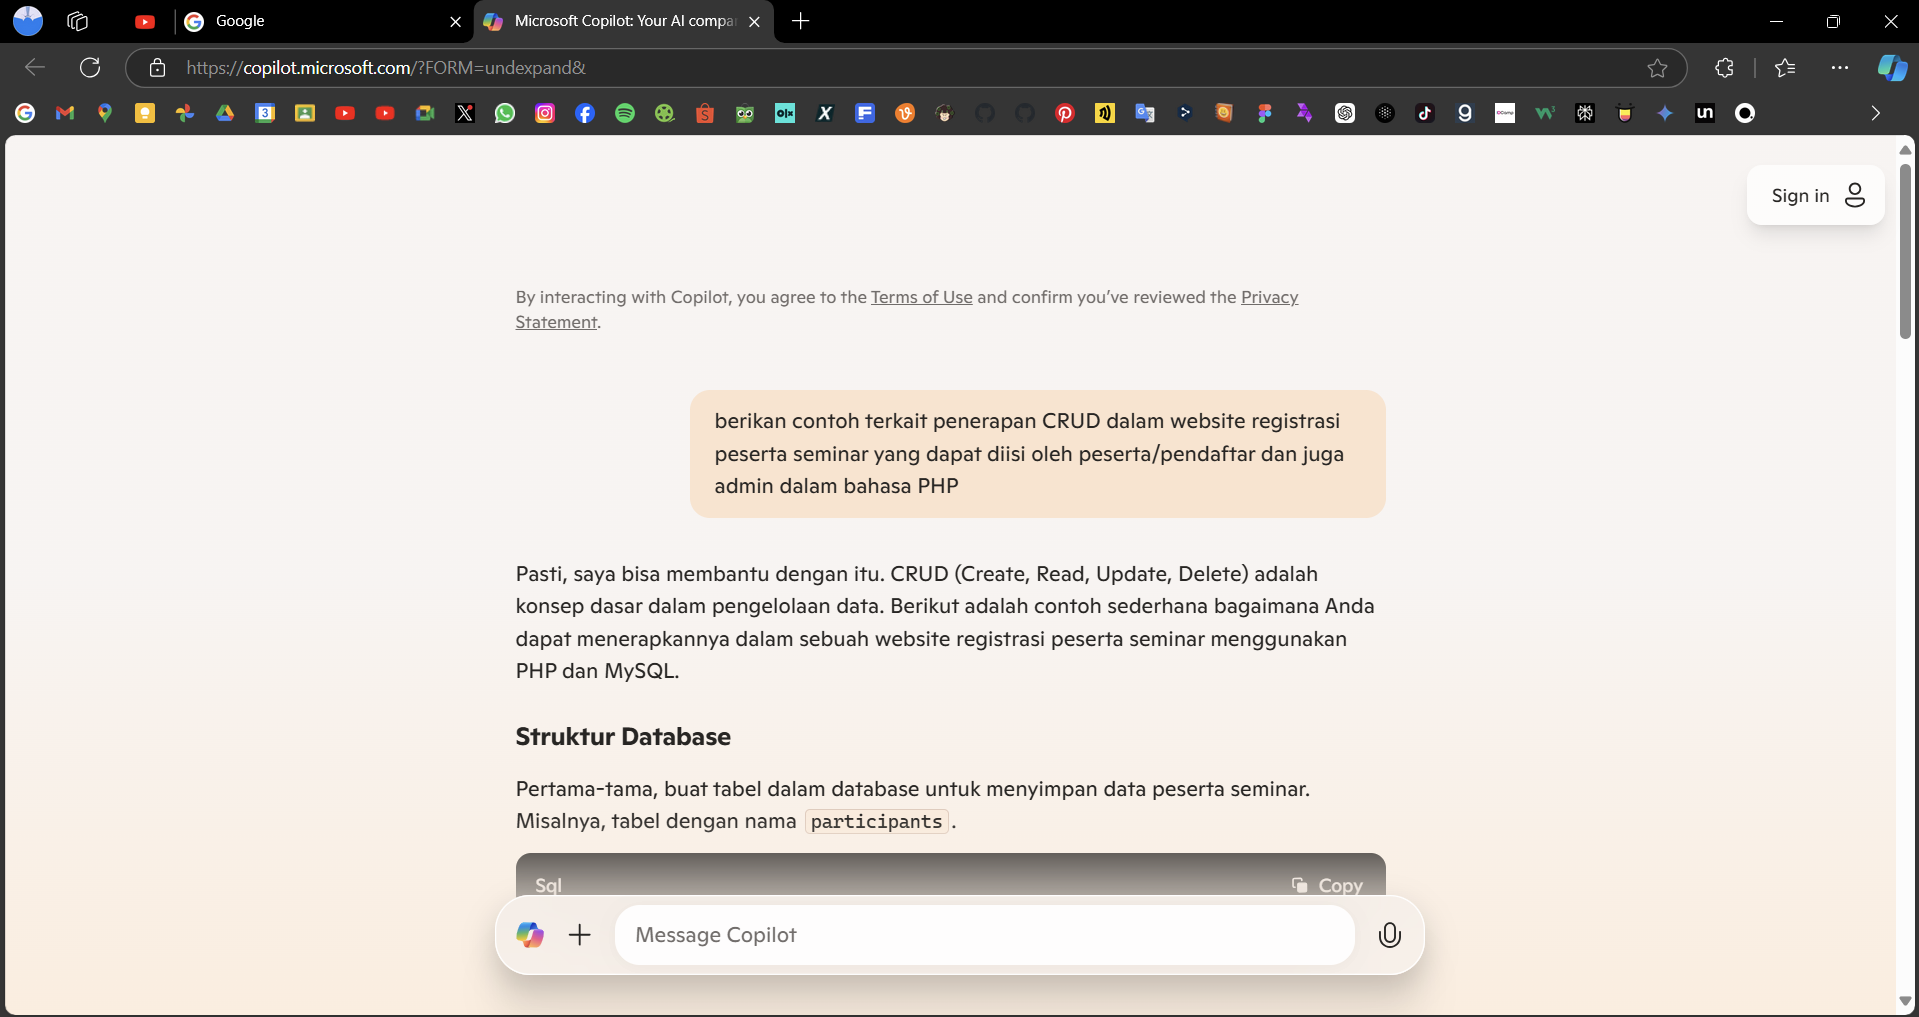 Google
Microsoft Copilot: Your AI compa
https://copilot.microsoft.com/?FORM=undexpand&
Sign in
By interacting with Copilot, you agree to the Terms of Use and confirm you’ve reviewed the Privacy
Statement.
berikan contoh terkait penerapan CRUD dalam website registrasi
peserta seminar yang dapat diisi oleh peserta/pendaftar dan juga
admin dalam bahasa PHP
Pasti, saya bisa membantu dengan itu. CRUD (Create, Read, Update, Delete) adalah
konsep dasar dalam pengelolaan data. Berikut adalah contoh sederhana bagaimana Anda
dapat menerapkannya dalam sebuah website registrasi peserta seminar menggunakan
PHP dan MySQL.
Struktur Database
Pertama-tama, buat tabel dalam database untuk menyimpan data peserta seminar.
Misalnya, tabel dengan nama participants.
Sql Copy
Message Copilot